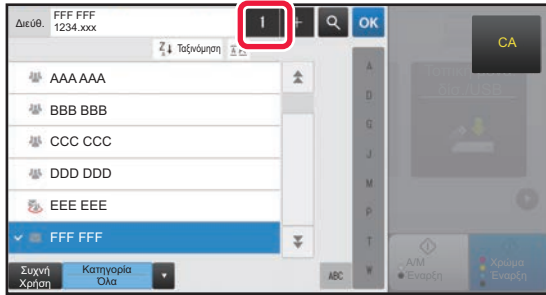 Διεύθ. FFF FFF 1 + OK
1234.xxx
CA
Ταξινόμηση
AAA AAA
BBB BBB
CCC CCC
DDD DDD
EEE EEE
FFF FFF
A
D
G
J
M
P
T
W
Συχνή Χρήση
Κατηγορία Όλα
ABC
A/M Έναρξη
Χρώμα Έναρξη